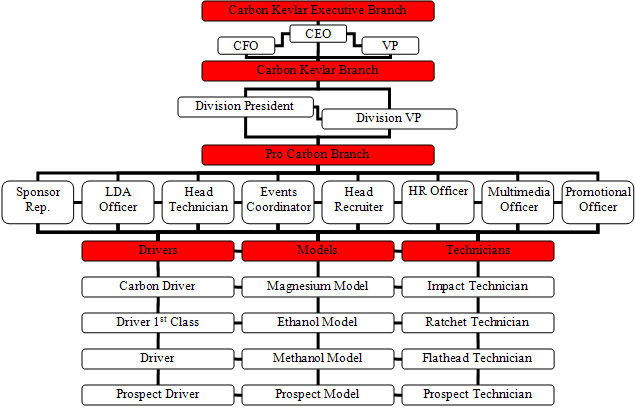 Carbon Kevlar Executive Branch
CEO
CFO
VP
Carbon Kevlar Branch
Division President
Division VP
Pro Carbon Branch
Sponsor
Rep.
LDA
Officer
Head
Technician
Events
Coordinator
Head
Recruiter
HR Officer
Multimedia
Officer
Promotional
Officer
Drivers
Models
Technicians
Carbon Driver
Magnesium Model
Impact Technician
Driver 1st Class
Ethanol Model
Ratchet Technician
Driver
Methanol Model
Flathead Technician
Prospect Driver
Prospect Model
Prospect Technician